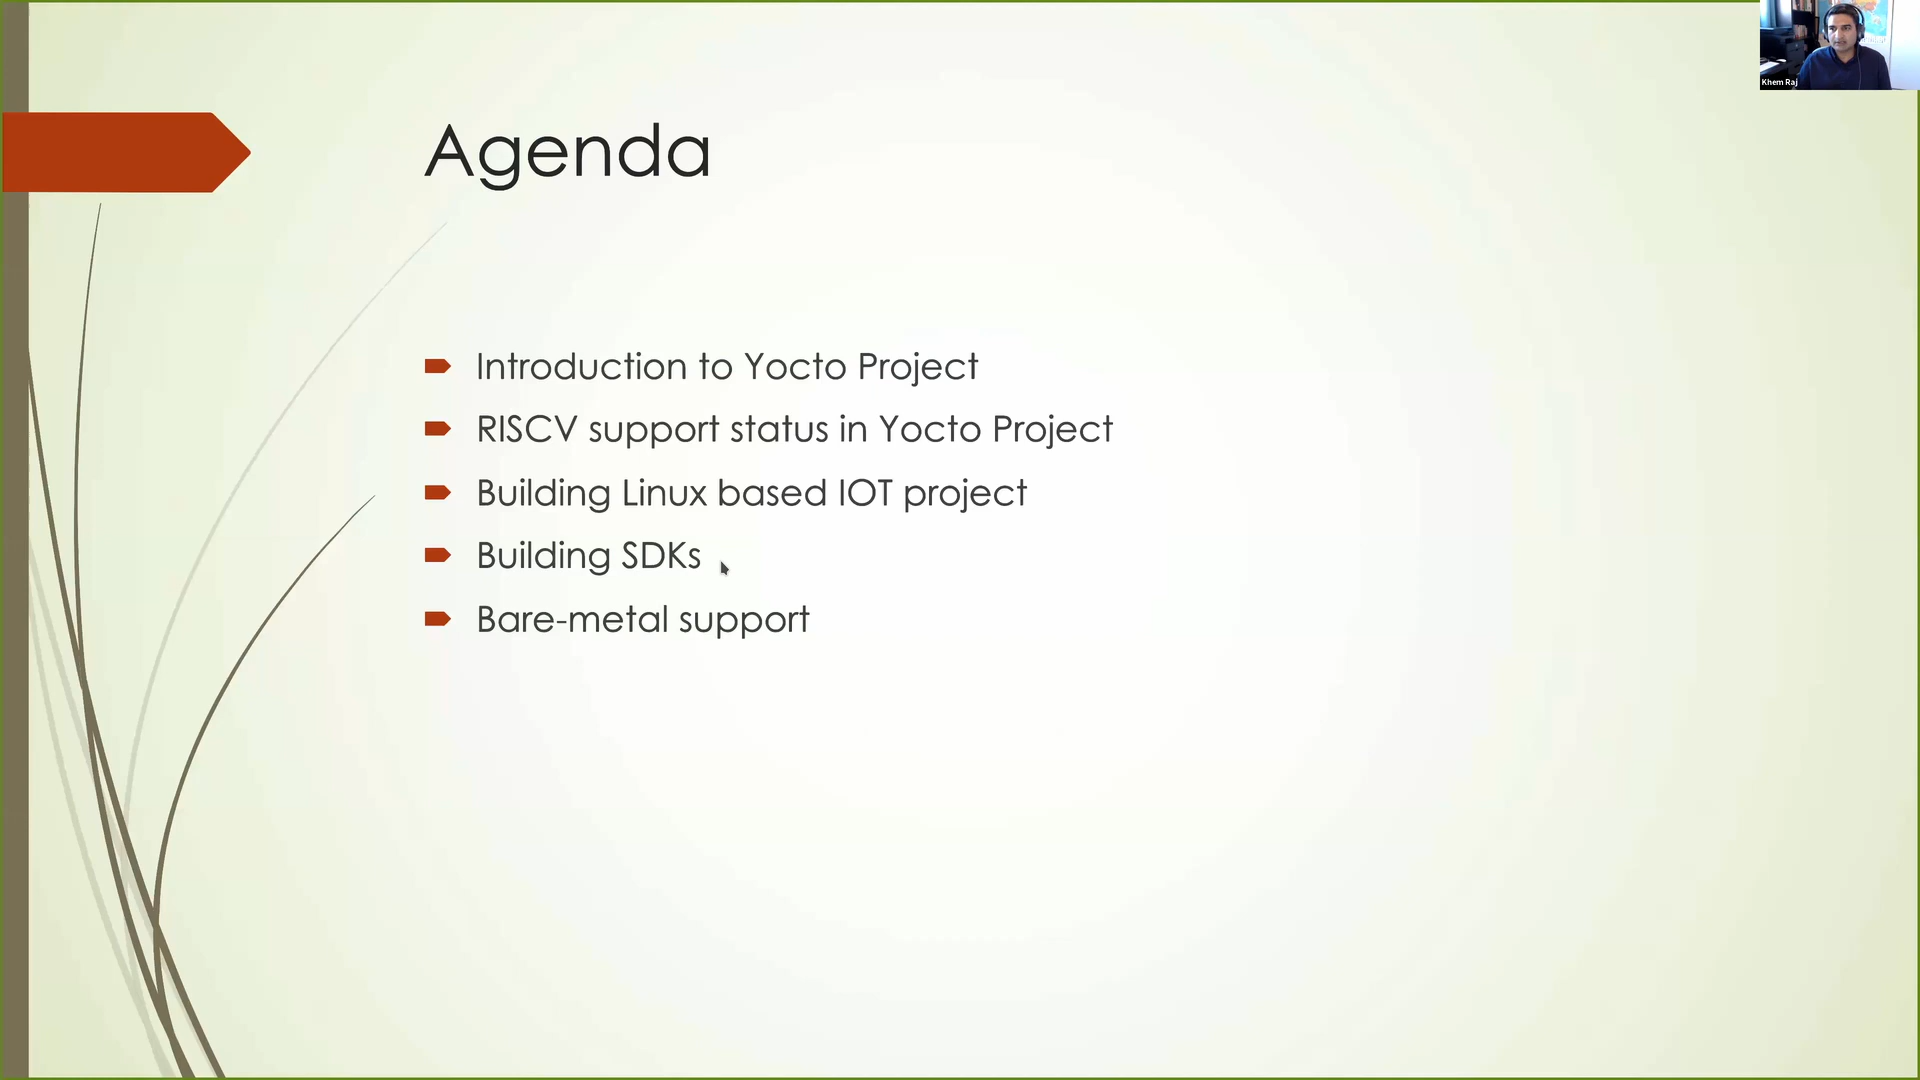 Khem Raj
Agenda
Introduction to Yocto Project
RISCV support status in Yocto Project
Building Linux based IOT project
Building SDKs
Bare-metal support